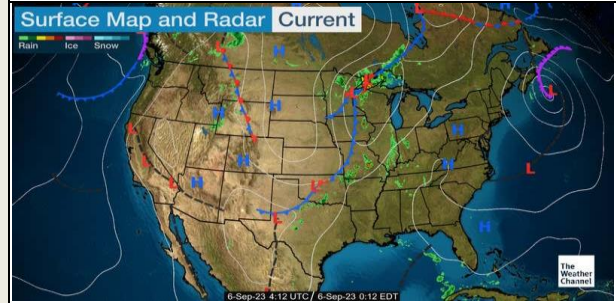 Surface Map and Radar Current
Rain Ice Snow
L
H
L
L
L
H
H
L
L
H
H
L
H
L
H
L
H
L
L
H
The Weather Channel
6-Sep-23 4:12 UTC / 6-Sep-23 0:12 EDT